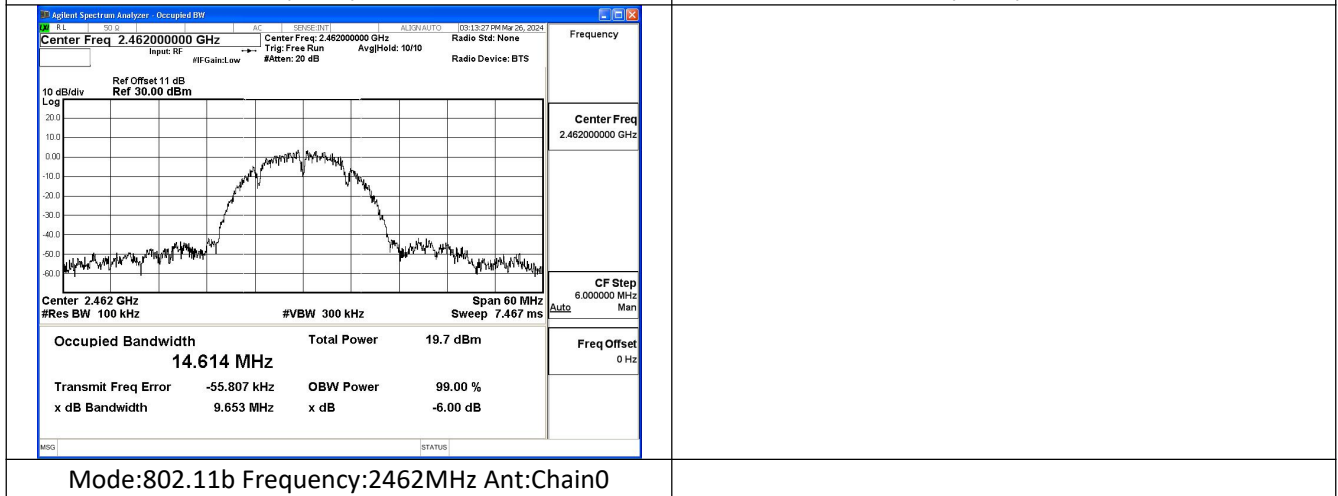 Agilent Spectrum Analyzer - Occupied BW
RL 50 Ω AC SENSE:INT ALIGN AUTO 03:13:27 PM Mar 26, 2024
Center Freq 2.462000000 GHz
Input: RF
#IFGain:Low
Center Freq: 2.462000000 GHz
Trig: Free Run Avg|Hold: 10/10
#Atten: 20 dB
Radio Std: None
Radio Device: BTS
Ref Offset 11 dB
10 dB/div Ref 30.00 dBm
Log
20.0
10.0
0.00
-10.0
-20.0
-30.0
-40.0
-50.0
-60.0
Center 2.462 GHz Span 60 MHz
#Res BW 100 kHz #VBW 300 kHz Sweep 7.467 ms
Occupied Bandwidth Total Power 19.7 dBm
14.614 MHz
Transmit Freq Error -55.807 kHz OBW Power 99.00 %
x dB Bandwidth 9.653 MHz x dB -6.00 dB
MSG STATUS
Frequency
Center Freq
2.462000000 GHz
CF Step
6.000000 MHz
Auto Man
Freq Offset
0 Hz
Mode:802.11b Frequency:2462MHz Ant:Chain0